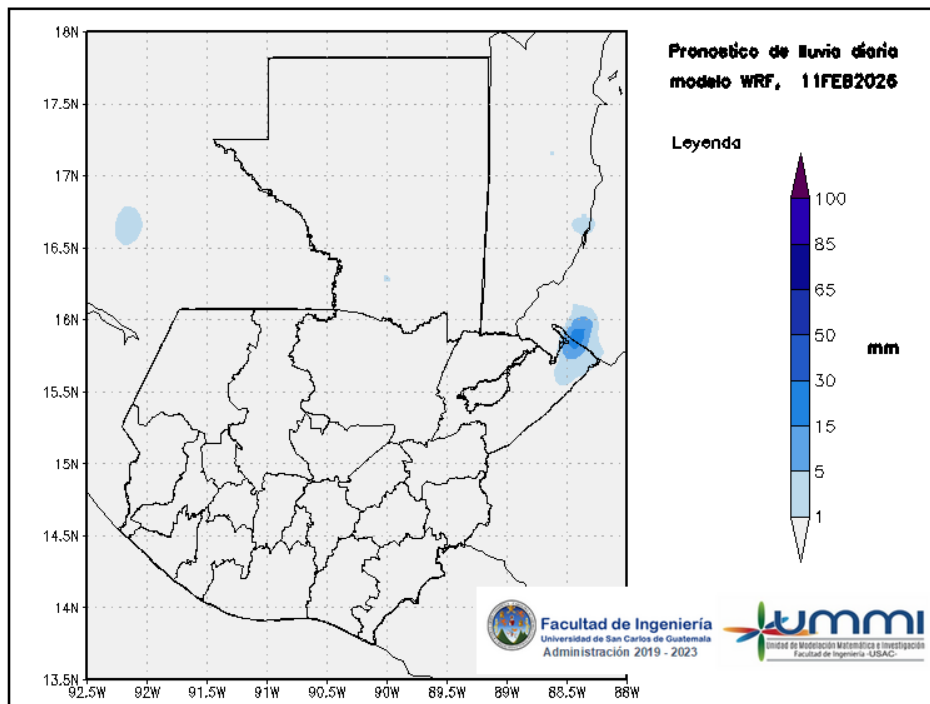 Pronostico de lluvia diaria
modelo WRF, 11FEB2026
Leyenda
100
85
65
50
30
15
5
1
mm
18N
17.5N
17N
16.5N
16N
15.5N
15N
14.5N
14N
13.5N
92.5W
92W
91.5W
91W
90.5W
90W
89.5W
89W
88.5W
88W
Facultad de Ingeniería
Universidad de San Carlos de Guatemala
Administración 2019 - 2023
ummi
Unidad de Modelación Matemática e Investigación
Facultad de Ingeniería -USAC-